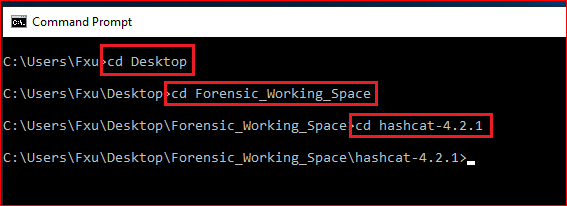 Command Prompt
C:\Users\Fxu>cd Desktop
C:\Users\Fxu\Desktop>cd Forensic_Working_Space
C:\Users\Fxu\Desktop\Forensic_Working_Space>cd hashcat-4.2.1
C:\Users\Fxu\Desktop\Forensic_Working_Space\hashcat-4.2.1>